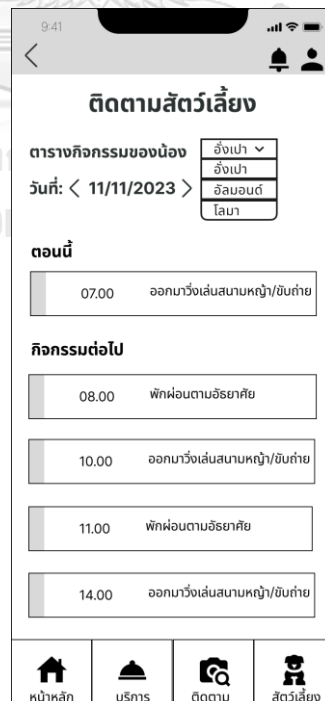 9:41
ติดตามสัตว์เลี้ยง
ตารางกิจกรรมของน้อง อั่งเปา
อั่งเปา
วันที่: < 11/11/2023 > อัลมอนด์
โลมา
ตอนนี้
07.00 ออกมาวิ่งเล่นสนามหญ้า/ขับถ่าย
กิจกรรมต่อไป
08.00 พักผ่อนตามอัธยาศัย
10.00 ออกมาวิ่งเล่นสนามหญ้า/ขับถ่าย
11.00 พักผ่อนตามอัธยาศัย
14.00 ออกมาวิ่งเล่นสนามหญ้า/ขับถ่าย
หน้าหลัก บริการ ติดตาม สัตว์เลี้ยง